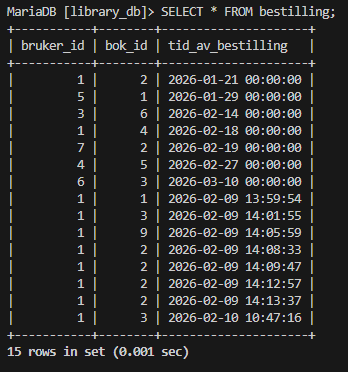 MariaDB [library_db]> SELECT * FROM bestilling;
+-----------+--------+---------------------+
| bruker_id | bok_id | tid_av_bestilling   |
+-----------+--------+---------------------+
|         1 |      2 | 2026-01-21 00:00:00 |
|         5 |      1 | 2026-01-29 00:00:00 |
|         3 |      6 | 2026-02-14 00:00:00 |
|         1 |      4 | 2026-02-18 00:00:00 |
|         7 |      2 | 2026-02-19 00:00:00 |
|         4 |      5 | 2026-02-27 00:00:00 |
|         6 |      3 | 2026-03-10 00:00:00 |
|         1 |      1 | 2026-02-09 13:59:54 |
|         1 |      3 | 2026-02-09 14:01:55 |
|         1 |      9 | 2026-02-09 14:05:59 |
|         1 |      2 | 2026-02-09 14:08:33 |
|         1 |      2 | 2026-02-09 14:09:47 |
|         1 |      2 | 2026-02-09 14:12:57 |
|         1 |      2 | 2026-02-09 14:13:37 |
|         1 |      3 | 2026-02-10 10:47:16 |
+-----------+--------+---------------------+
15 rows in set (0.001 sec)